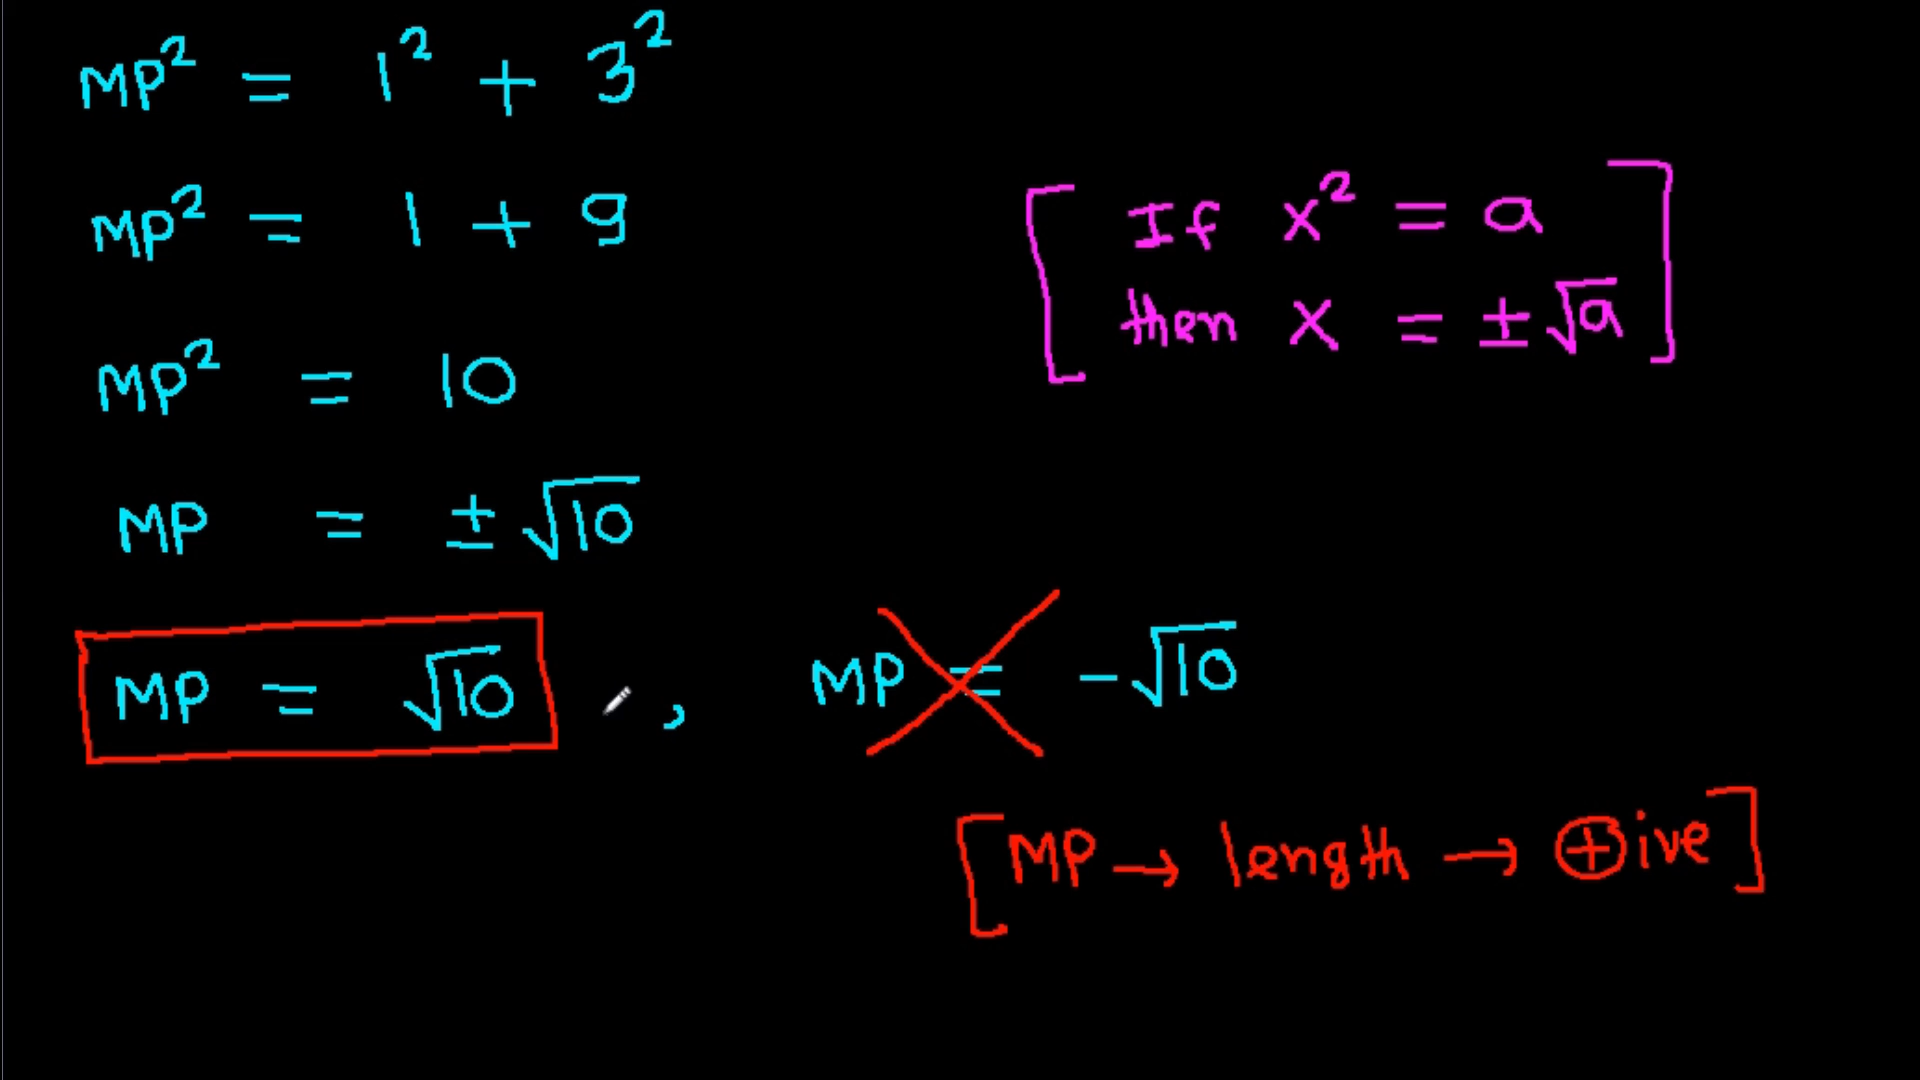 MP² = 1² + 3²
MP² = 1 + 9
[ If x² = a
then x = ±√a ]
MP² = 10
MP = ±√10
MP = √10 , MP = -√10
[MP → length → ⊕ive]